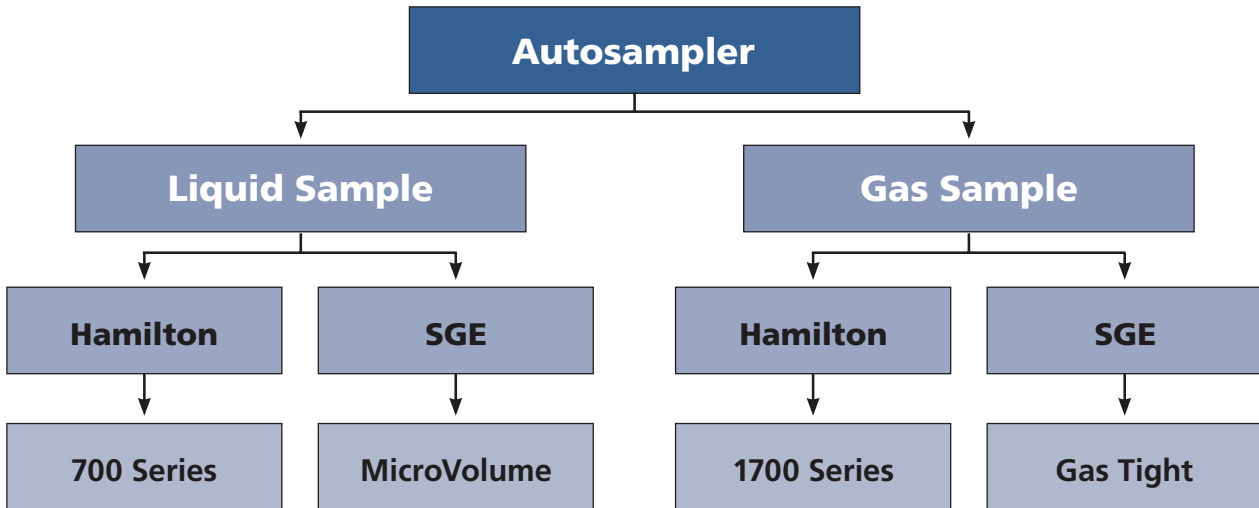 Autosampler
Liquid Sample
Gas Sample
Hamilton
SGE
Hamilton
SGE
700 Series
MicroVolume
1700 Series
Gas Tight